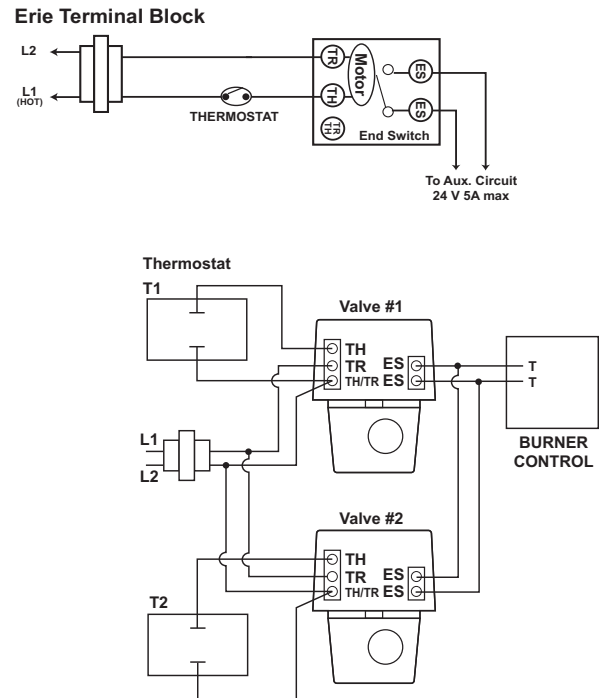 Erie Terminal Block
L2
L1
(HOT)
THERMOSTAT
TR
TH
TR
TH
Motor
ES
ES
End Switch
To Aux. Circuit
24 V 5A max
Thermostat
T1
Valve #1
TH
TR ES
TH/TR ES
T
T
BURNER
CONTROL
L1
L2
Valve #2
TH
TR ES
TH/TR ES
T2